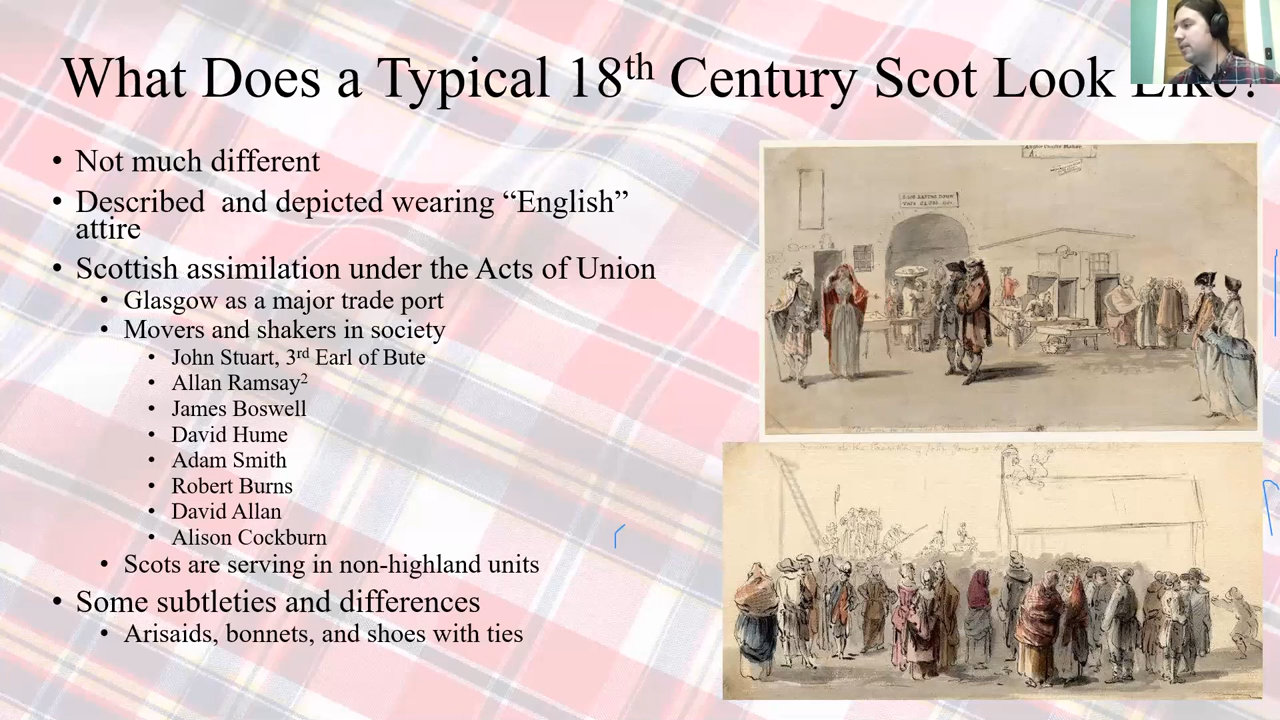 What Does a Typical 18th Century Scot Look Like?
• Not much different
• Described  and depicted wearing “English”
attire
• Scottish assimilation under the Acts of Union
• Glasgow as a major trade port
• Movers and shakers in society
• John Stuart, 3rd Earl of Bute
• Allan Ramsay2
• James Boswell
• David Hume
• Adam Smith
• Robert Burns
• David Allan
• Alison Cockburn
• Scots are serving in non-highland units
• Some subtleties and differences
• Arisaids, bonnets, and shoes with ties